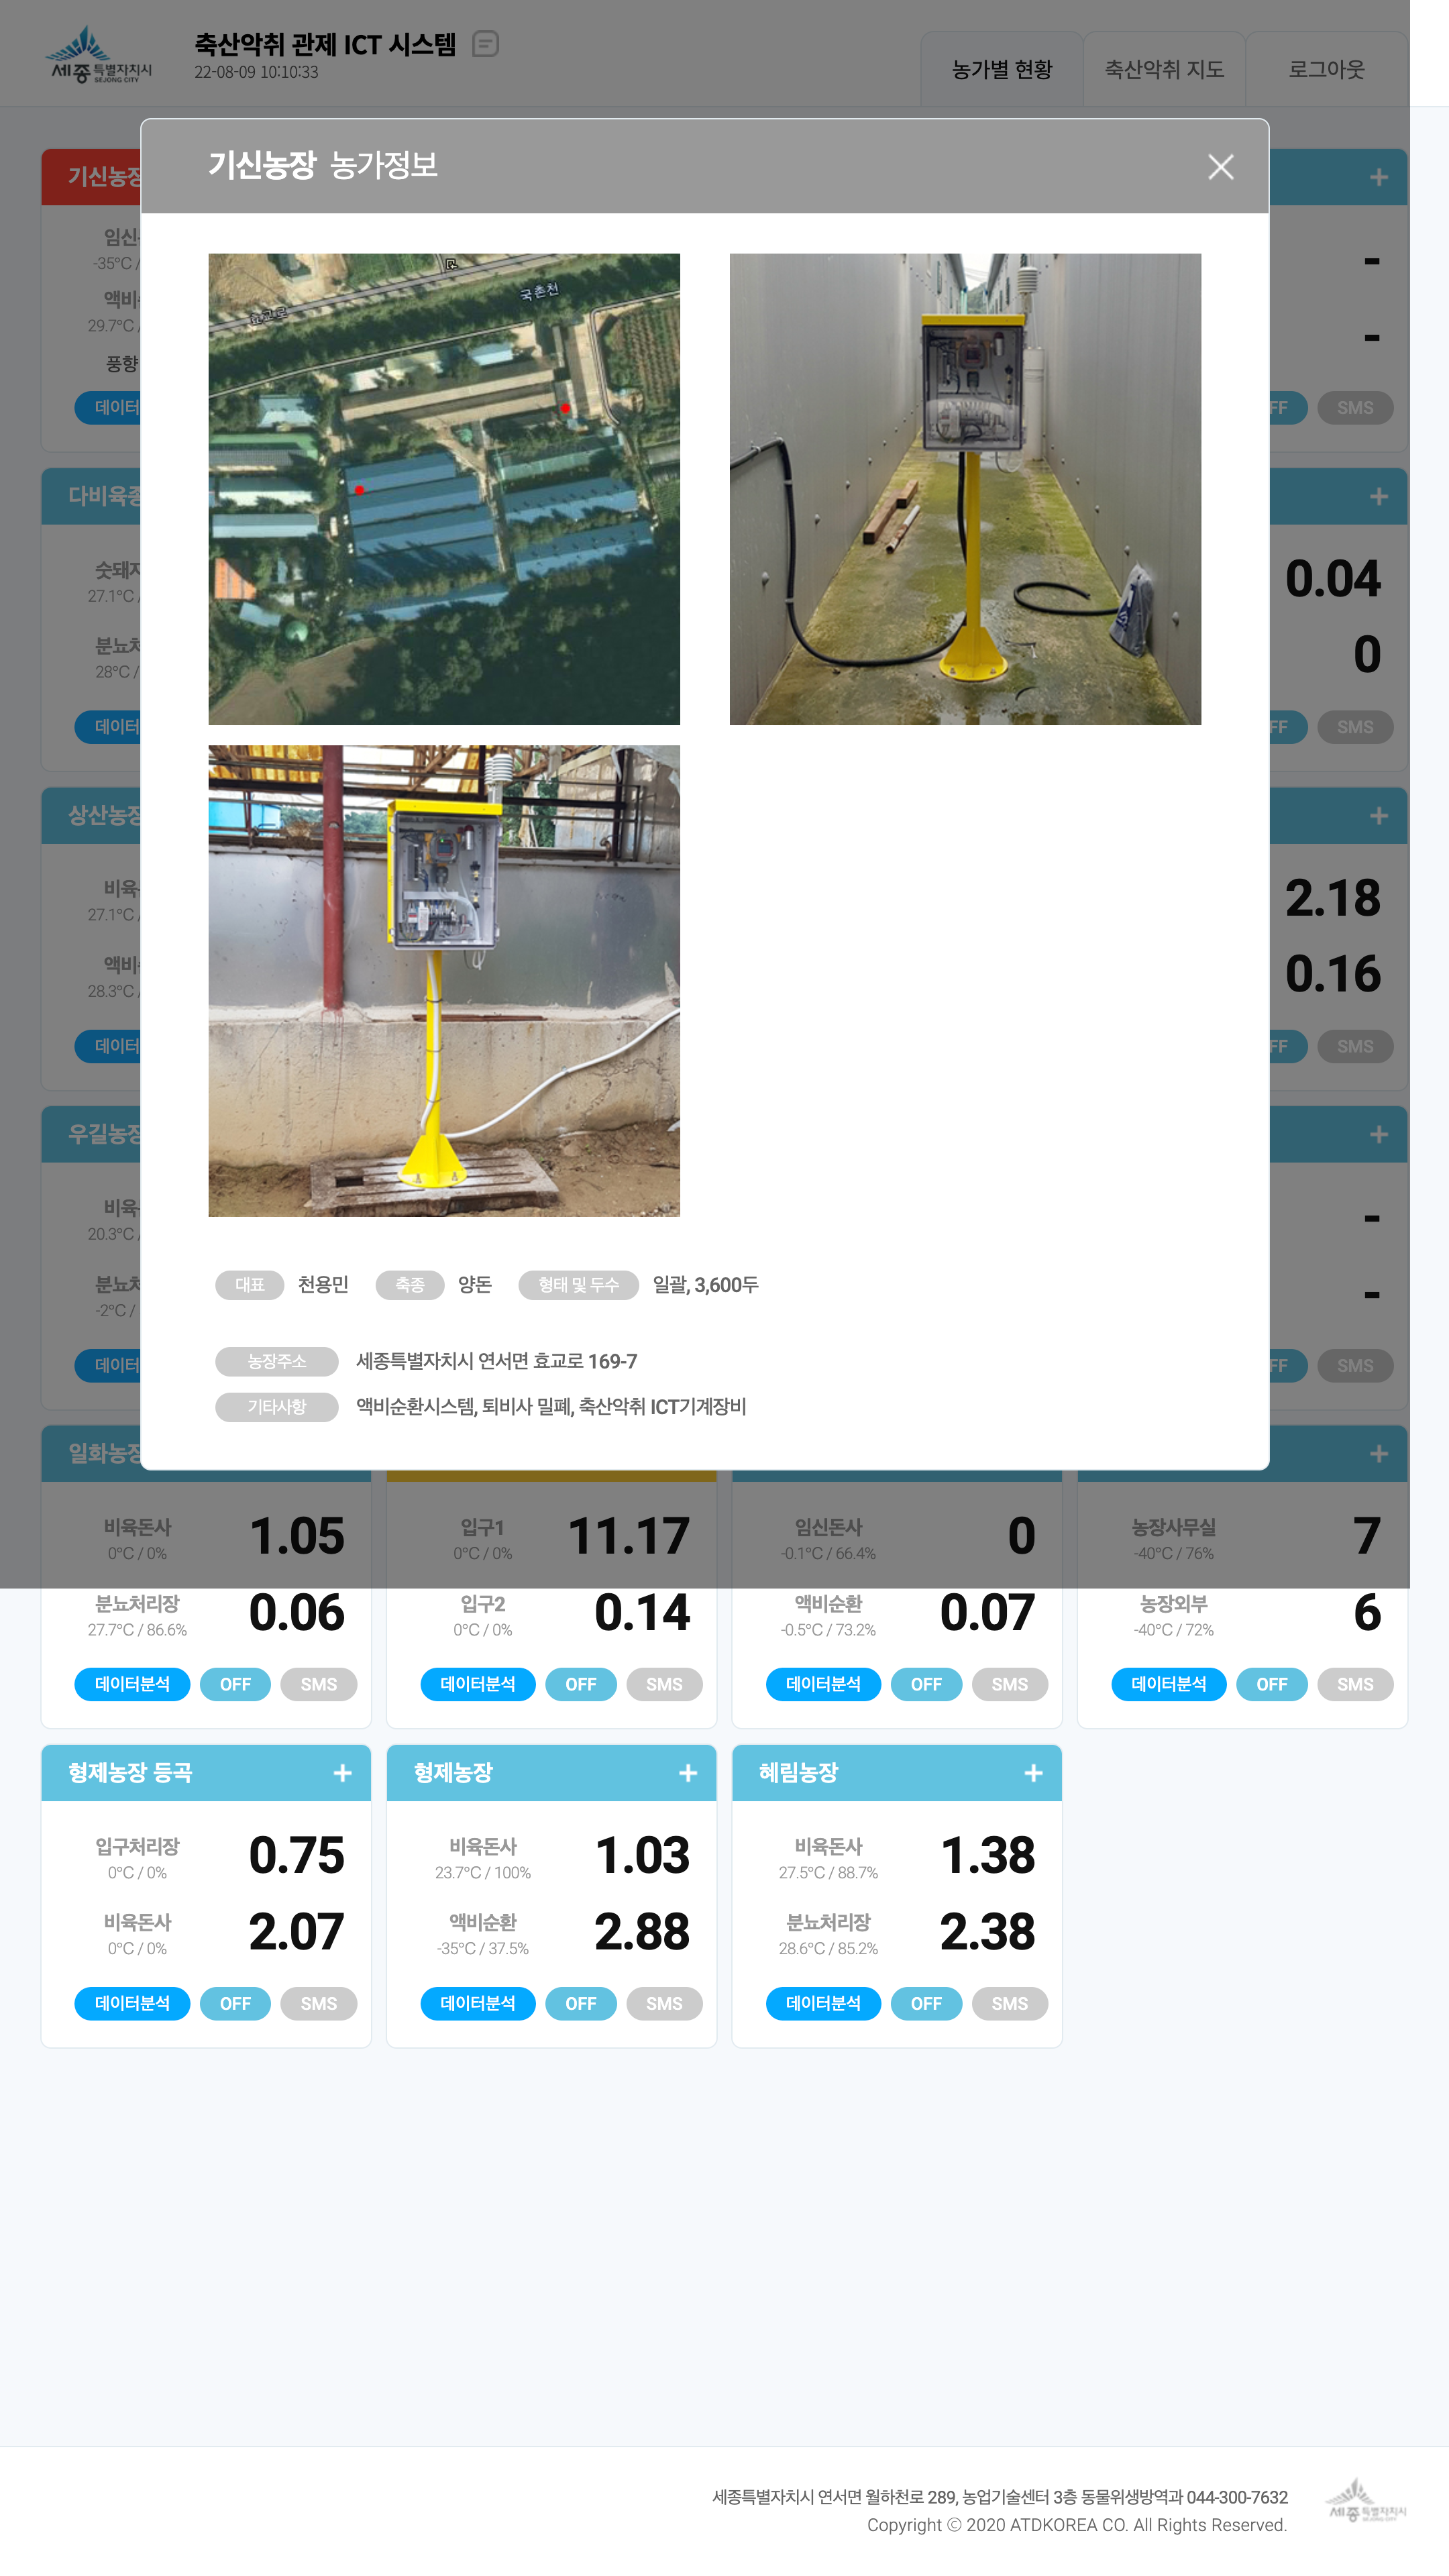 세종특별자치시
SEJONG CITY
축산악취 관제 ICT 시스템
22-08-09 10:10:33
농가별 현황
축산악취 지도
로그아웃
기신농장 농가정보
기신농장
임신
-35°C /
액비
29.7°C /
풍향
데이터
-
-
FF
SMS
국촌천
효교로
다비육종
숫돼지
27.1°C /
분뇨처
28°C /
데이터
0.04
0
FF
SMS
상산농장
비육
27.1°C /
액비
28.3°C /
데이터
2.18
0.16
FF
SMS
우길농장
비육
20.3°C /
분뇨처
-2°C /
데이터
-
-
FF
SMS
대표 천용민 축종 양돈 형태 및 두수 일괄, 3,600두
농장주소 세종특별자치시 연서면 효교로 169-7
기타사항 액비순환시스템, 퇴비사 밀폐, 축산악취 ICT기계장비
일화농장
비육돈사 1.05
0°C / 0%
분뇨처리장 0.06
27.7°C / 86.6%
데이터분석 OFF SMS
입구1 11.17
0°C / 0%
입구2 0.14
0°C / 0%
데이터분석 OFF SMS
임신돈사 0
-0.1°C / 66.4%
액비순환 0.07
-0.5°C / 73.2%
데이터분석 OFF SMS
농장사무실 7
-40°C / 76%
농장외부 6
-40°C / 72%
데이터분석 OFF SMS
형제농장 등곡
입구처리장 0.75
0°C / 0%
비육돈사 2.07
0°C / 0%
데이터분석 OFF SMS
형제농장
비육돈사 1.03
23.7°C / 100%
액비순환 2.88
-35°C / 37.5%
데이터분석 OFF SMS
혜림농장
비육돈사 1.38
27.5°C / 88.7%
분뇨처리장 2.38
28.6°C / 85.2%
데이터분석 OFF SMS
세종특별자치시 연서면 월하천로 289, 농업기술센터 3층 동물위생방역과 044-300-7632
Copyright ⓒ 2020 ATDKOREA CO. All Rights Reserved.
세종특별자치시
SEJONG CITY